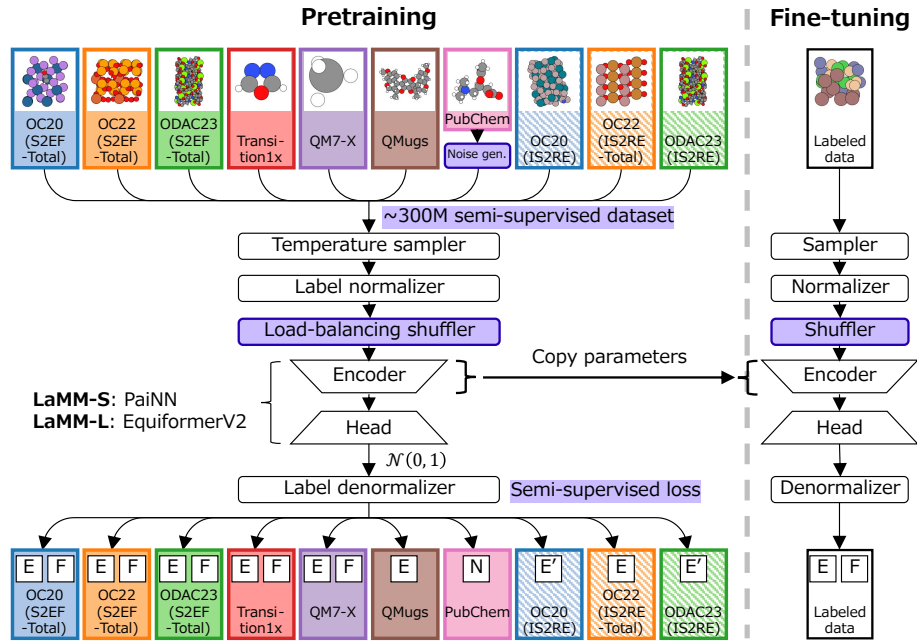 Pretraining
Fine-tuning
OC20
(S2EF
-Total)
OC22
(S2EF
-Total)
ODAC23
(S2EF
-Total)
Transi-
tion1x
QM7-X
QMugs
PubChem
Noise gen.
OC20
(IS2RE)
OC22
(IS2RE
-Total)
ODAC23
(IS2RE)
Labeled
data
~300M semi-supervised dataset
Temperature sampler
Sampler
Label normalizer
Normalizer
Load-balancing shuffler
Shuffler
Copy parameters
Encoder
Encoder
LaMM-S: PaiNN
LaMM-L: EquiformerV2
Head
Head
𝒩(0, 1)
Label denormalizer
Semi-supervised loss
Denormalizer
E F
OC20
(S2EF
-Total)
E F
OC22
(S2EF
-Total)
E F
ODAC23
(S2EF
-Total)
E F
Transi-
tion1x
E F
QM7-X
E
QMugs
N
PubChem
E′
OC20
(IS2RE)
E
OC22
(IS2RE
-Total)
E′
ODAC23
(IS2RE)
E F
Labeled
data